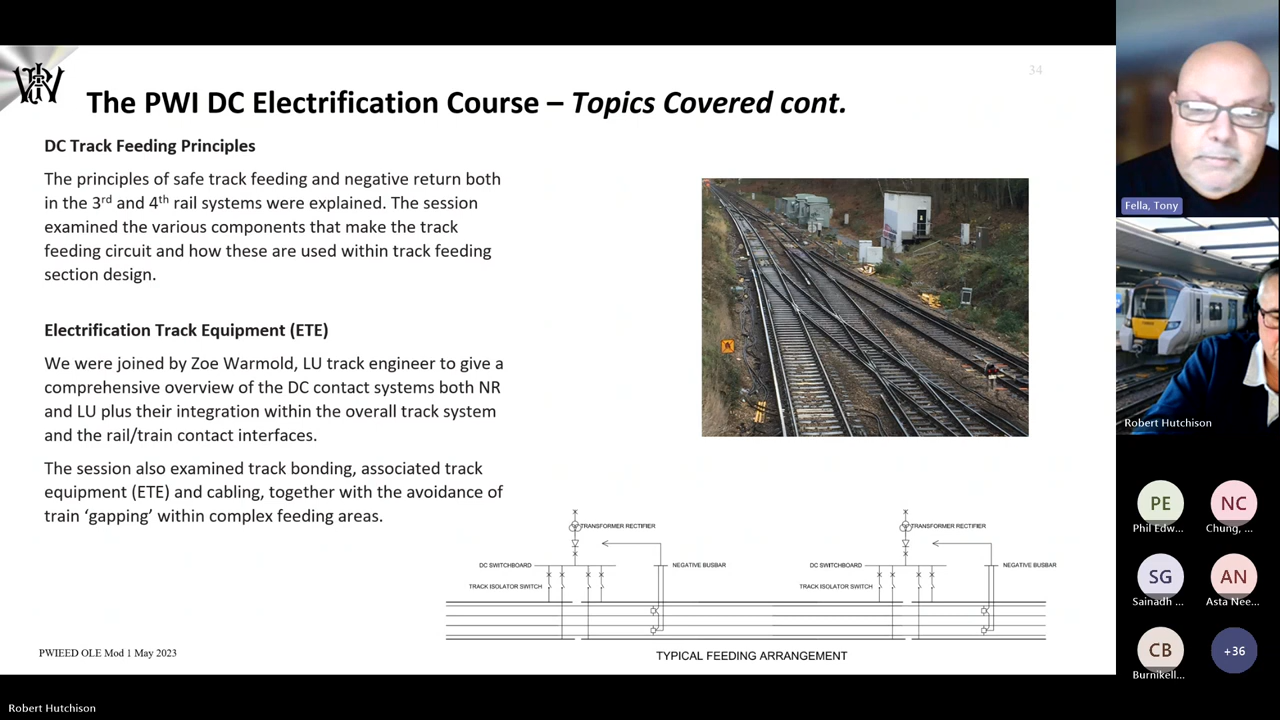 34
The PWI DC Electrification Course – Topics Covered cont.
DC Track Feeding Principles
The principles of safe track feeding and negative return both
in the 3rd and 4th rail systems were explained. The session
examined the various components that make the track
feeding circuit and how these are used within track feeding
section design.
Electrification Track Equipment (ETE)
We were joined by Zoe Warmold, LU track engineer to give a
comprehensive overview of the DC contact systems both NR
and LU plus their integration within the overall track system
and the rail/train contact interfaces.
The session also examined track bonding, associated track
equipment (ETE) and cabling, together with the avoidance of
train ‘gapping’ within complex feeding areas.
TRANSFORMER RECTIFIER
TRANSFORMER RECTIFIER
DC SWITCHBOARD
NEGATIVE BUSBAR
DC SWITCHBOARD
NEGATIVE BUSBAR
TRACK ISOLATOR SWITCH
TRACK ISOLATOR SWITCH
TYPICAL FEEDING ARRANGEMENT
PWIEED OLE Mod 1 May 2023
Robert Hutchison
Fella, Tony
Robert Hutchison
PE
NC
Phil Edw...
Chung, ...
SG
AN
Sainadh ...
Asta Nee...
CB
+36
Burnikell...